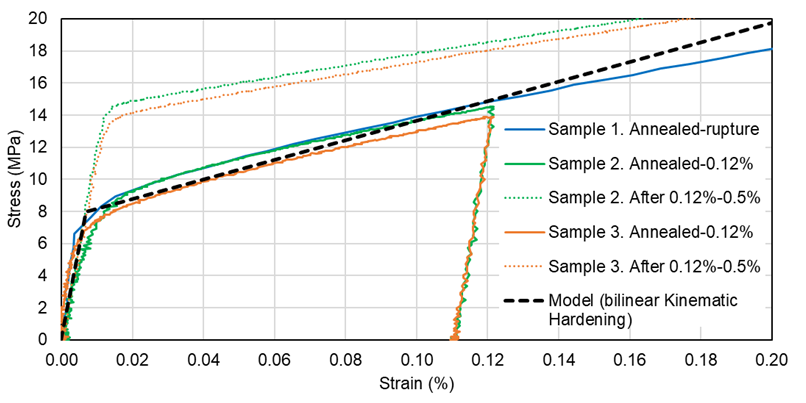 20
18
16
14
12
10
8
6
4
2
0
Stress (MPa)
0.00
0.02
0.04
0.06
0.08
0.10
0.12
0.14
0.16
0.18
0.20
Strain (%)
Sample 1. Annealed-rupture
Sample 2. Annealed-0.12%
Sample 2. After 0.12%-0.5%
Sample 3. Annealed-0.12%
Sample 3. After 0.12%-0.5%
Model (bilinear Kinematic
Hardening)